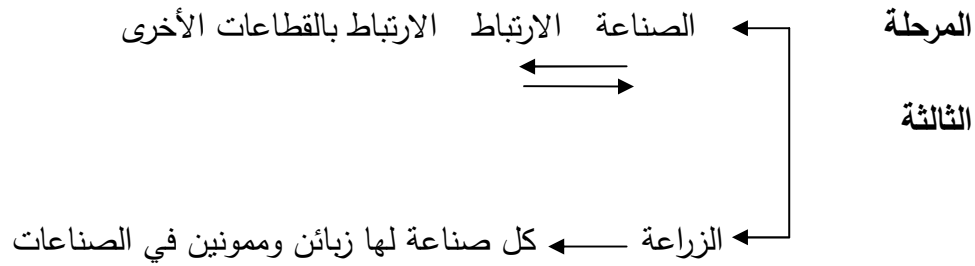 المرحلة
الصناعة الارتباط الارتباط بالقطاعات الأخرى
الثالثة
الزراعة كل صناعة لها زبائن وممونين في الصناعات